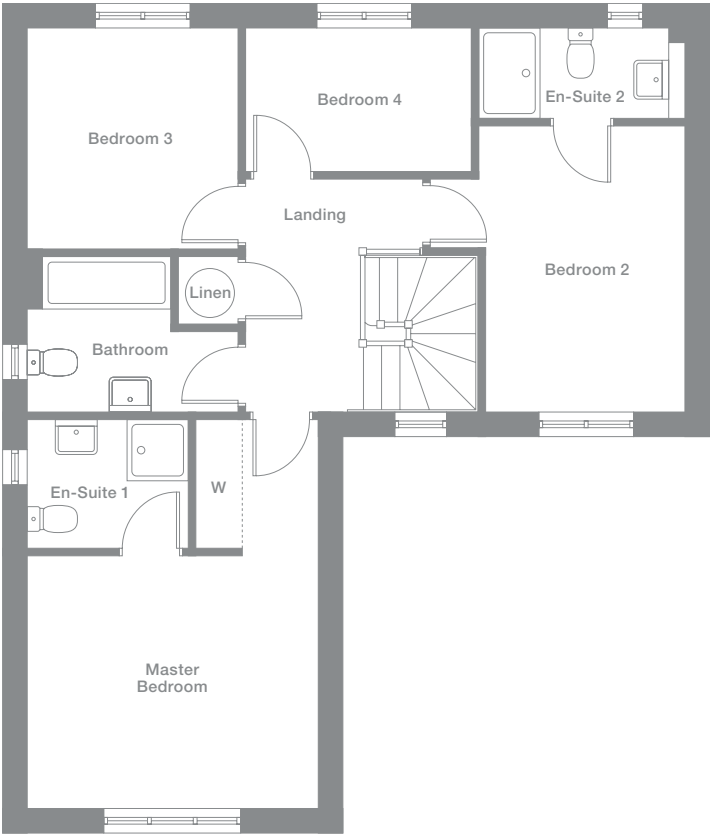 Bedroom 4
En-Suite 2
Bedroom 3
Landing
Bedroom 2
Linen
Bathroom
En-Suite 1
W
Master
Bedroom